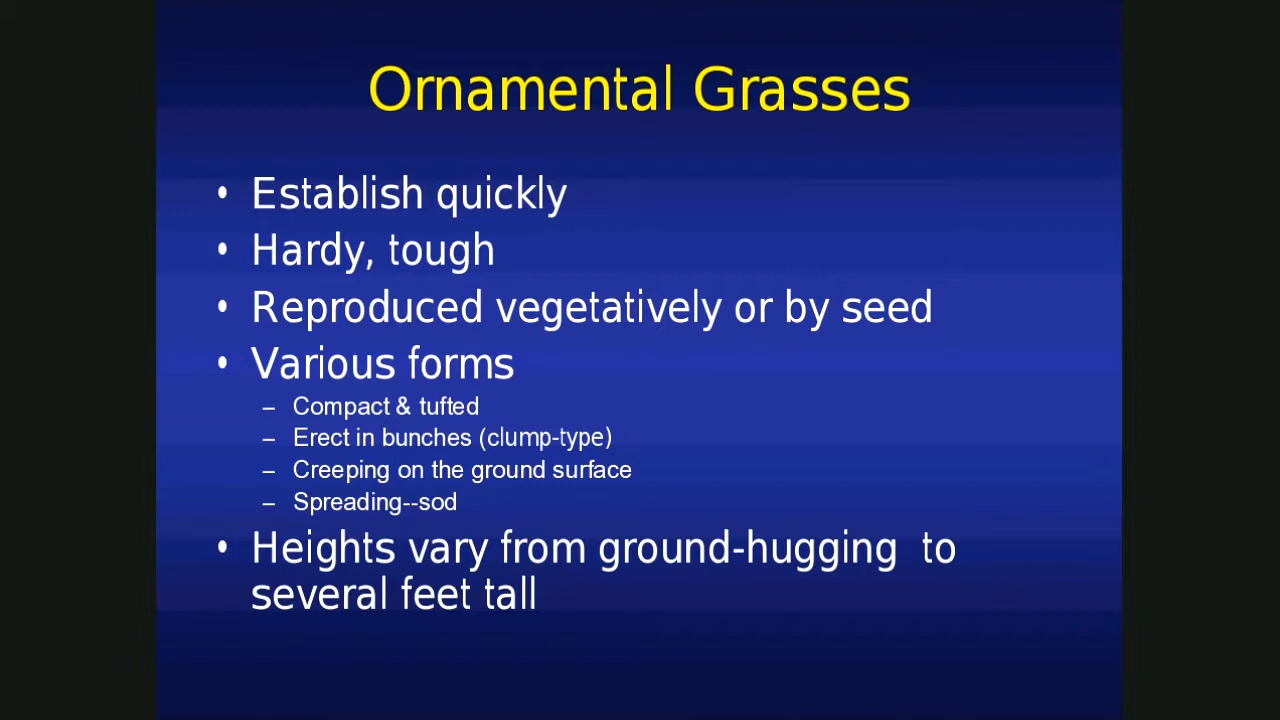 Ornamental Grasses
• Establish quickly
• Hardy, tough
• Reproduced vegetatively or by seed
• Various forms
– Compact & tufted
– Erect in bunches (clump-type)
– Creeping on the ground surface
– Spreading--sod
• Heights vary from ground-hugging  to
several feet tall